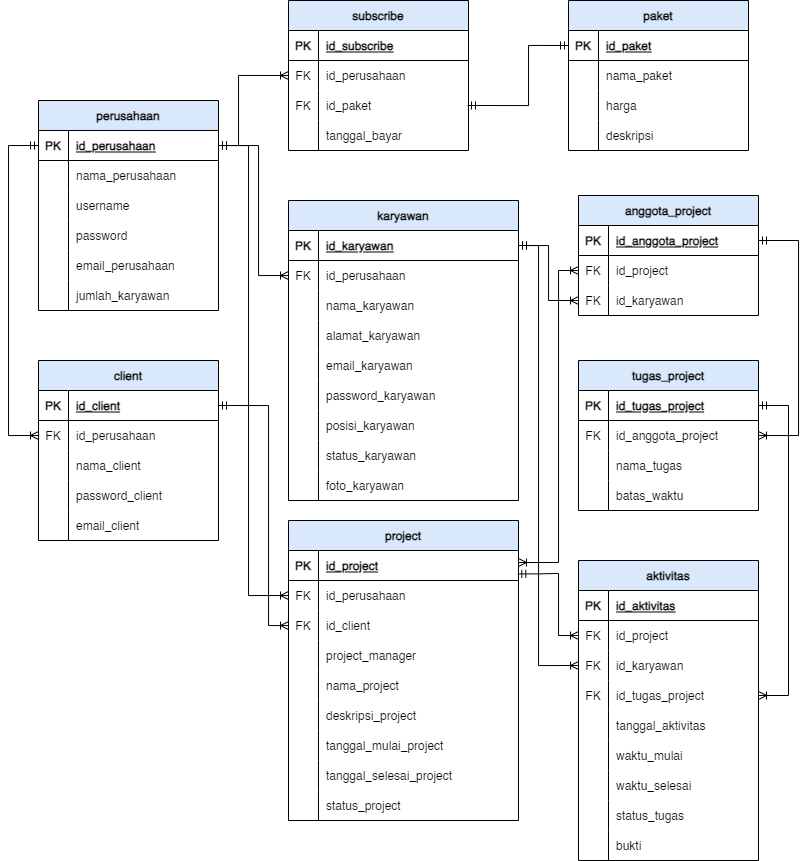 subscribe
PK id_subscribe
FK id_perusahaan
FK id_paket
tanggal_bayar
paket
PK id_paket
nama_paket
harga
deskripsi
perusahaan
PK id_perusahaan
nama_perusahaan
username
password
email_perusahaan
jumlah_karyawan
karyawan
PK id_karyawan
FK id_perusahaan
nama_karyawan
alamat_karyawan
email_karyawan
password_karyawan
posisi_karyawan
status_karyawan
foto_karyawan
anggota_project
PK id_anggota_project
FK id_project
FK id_karyawan
client
PK id_client
FK id_perusahaan
nama_client
password_client
email_client
tugas_project
PK id_tugas_project
FK id_anggota_project
nama_tugas
batas_waktu
project
PK id_project
FK id_perusahaan
FK id_client
project_manager
nama_project
deskripsi_project
tanggal_mulai_project
tanggal_selesai_project
status_project
aktivitas
PK id_aktivitas
FK id_project
FK id_karyawan
FK id_tugas_project
tanggal_aktivitas
waktu_mulai
waktu_selesai
status_tugas
bukti